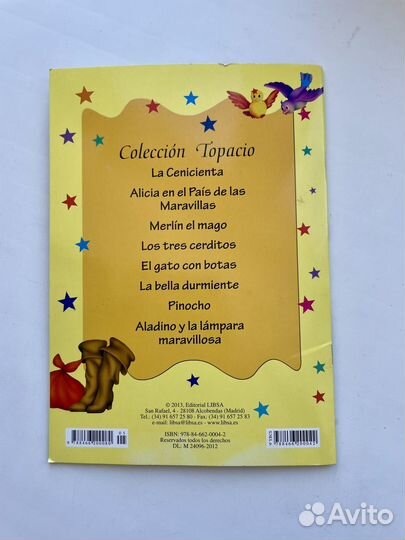 Colección Topacio
La Cenicienta
Alicia en el País de las
Maravillas
Merlín el mago
Los tres cerditos
El gato con botas
La bella durmiente
Pinocho
Aladino y la lámpara
maravillosa
© 2013, Editorial LIBSA
San Rafael, 4 - 28108 Alcobendas (Madrid)
Tel.: (34) 91 657 25 80 - Fax: (34) 91 657 25 83
e-mail: libsa@libsa.es - www.libsa.es
ISBN: 978-84-662-0004-2
Reservados todos los derechos
DL: M 24096-2012
Avito